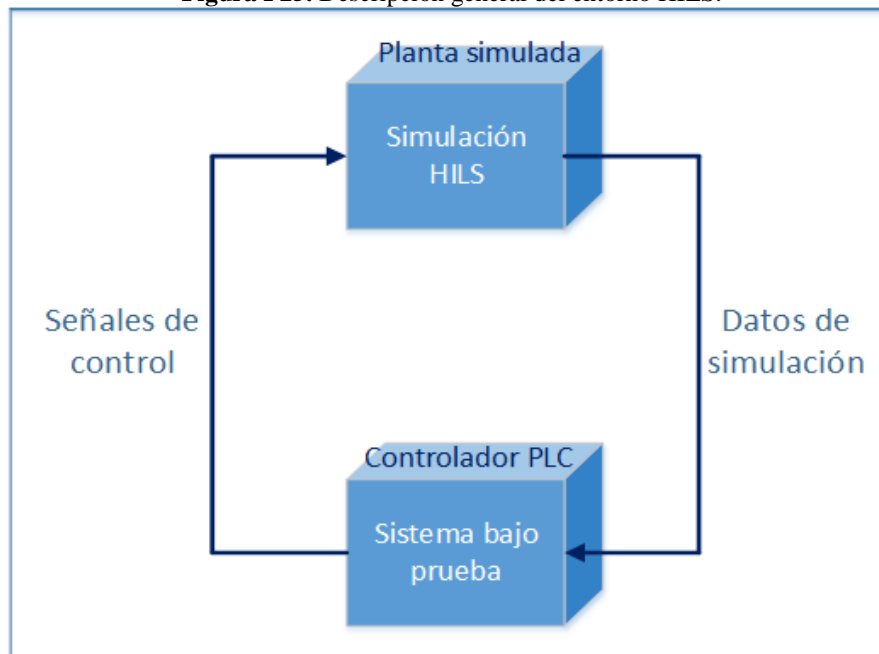 Planta simulada
Simulación
HILS
Señales de
control
Datos de
simulación
Controlador PLC
Sistema bajo
prueba